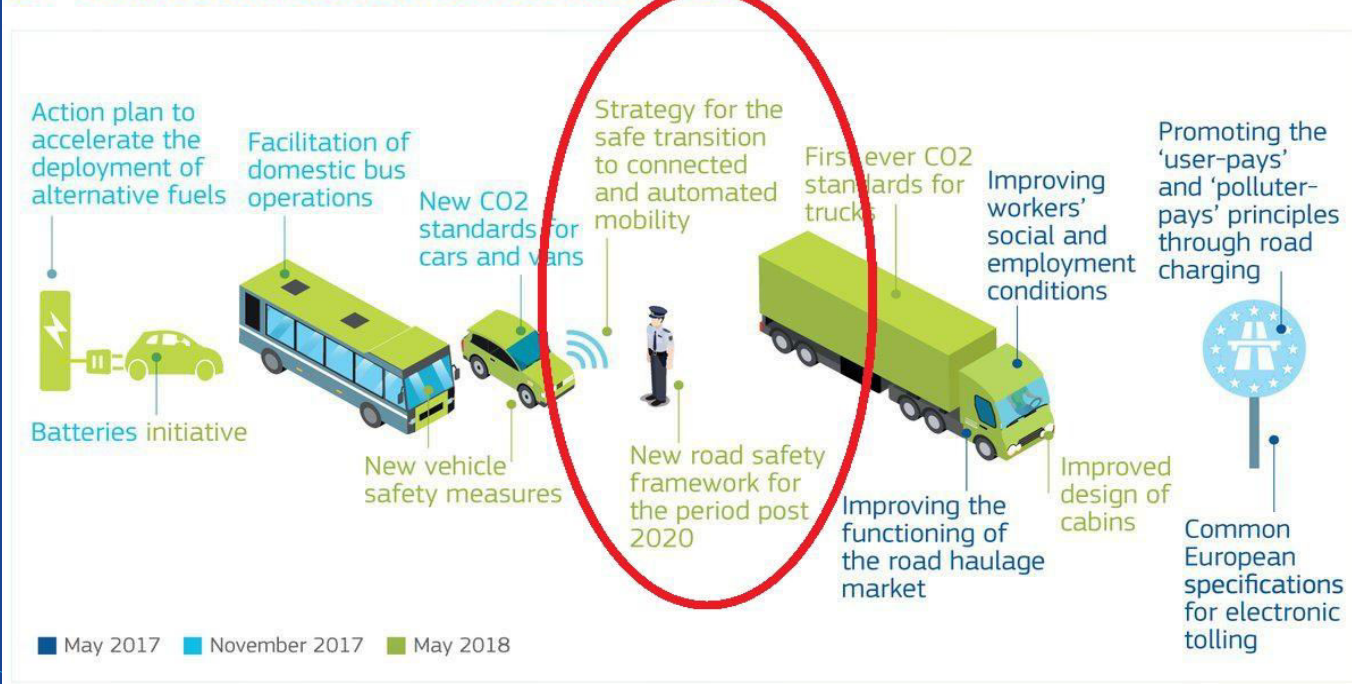 Action plan to
accelerate the
deployment of
alternative fuels
Facilitation of
domestic bus
operations
New CO2
standards for
cars and vans
Strategy for the
safe transition
to connected
and automated
mobility
First ever CO2
standards for
trucks
Improving
workers'
social and
employment
conditions
Promoting the
'user-pays'
and 'polluter-
pays' principles
through road
charging
Batteries initiative
New vehicle
safety measures
New road safety
framework for
the period post
2020
Improving the
functioning of
the road haulage
market
Improved
design of
cabins
Common
European
specifications
for electronic
tolling
May 2017
November 2017
May 2018